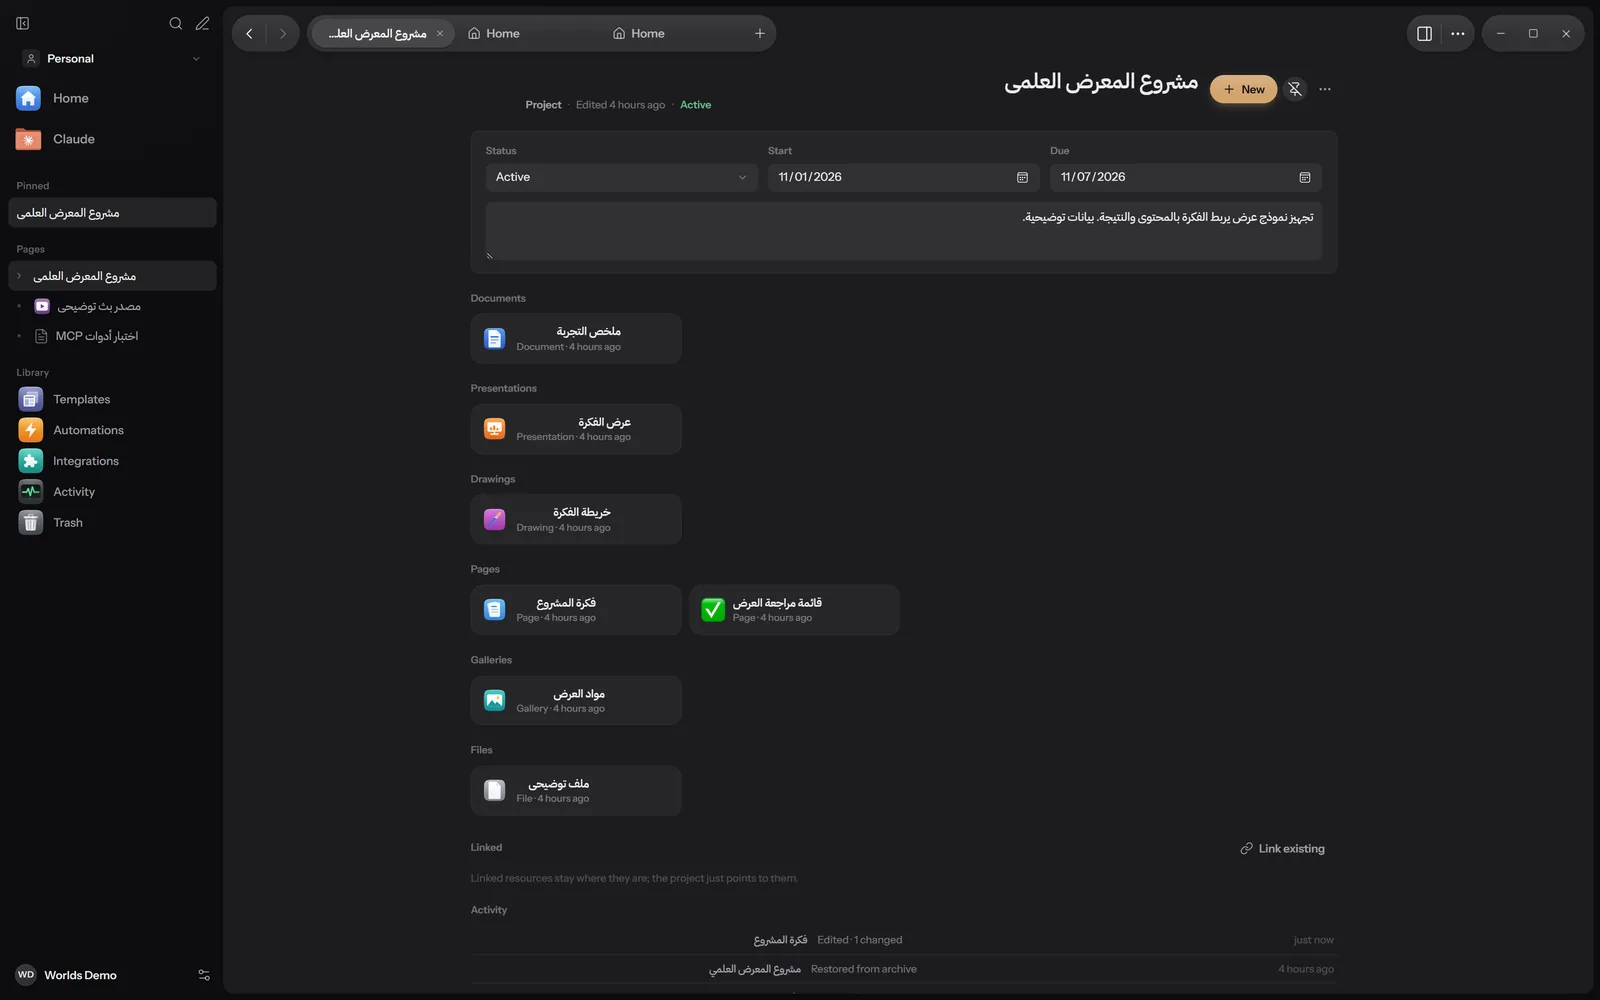 Personal
Home
Claude
Pinned
مشروع المعرض العلمي
Pages
مشروع المعرض العلمي
مصدر بث توضيحي
اختبار أدوات MCP
Library
Templates
Automations
Integrations
Activity
Trash
WD Worlds Demo
مشروع المعرض العلـ...
Home
Home
مشروع المعرض العلمي
New
Project · Edited 4 hours ago · Active
Status
Active
Start
11/01/2026
Due
11/07/2026
تجهيز نموذج عرض يربط الفكرة بالمحتوى والنتيجة. بيانات توضيحية.
Documents
ملخص التجربة
Document · 4 hours ago
Presentations
عرض الفكرة
Presentation · 4 hours ago
Drawings
خريطة الفكرة
Drawing · 4 hours ago
Pages
فكرة المشروع
Page · 4 hours ago
قائمة مراجعة العرض
Page · 4 hours ago
Galleries
مواد العرض
Gallery · 4 hours ago
Files
ملف توضيحي
File · 4 hours ago
Linked
Link existing
Linked resources stay where they are; the project just points to them.
Activity
فكرة المشروع Edited · 1 changed just now
مشروع المعرض العلمي Restored from archive 4 hours ago